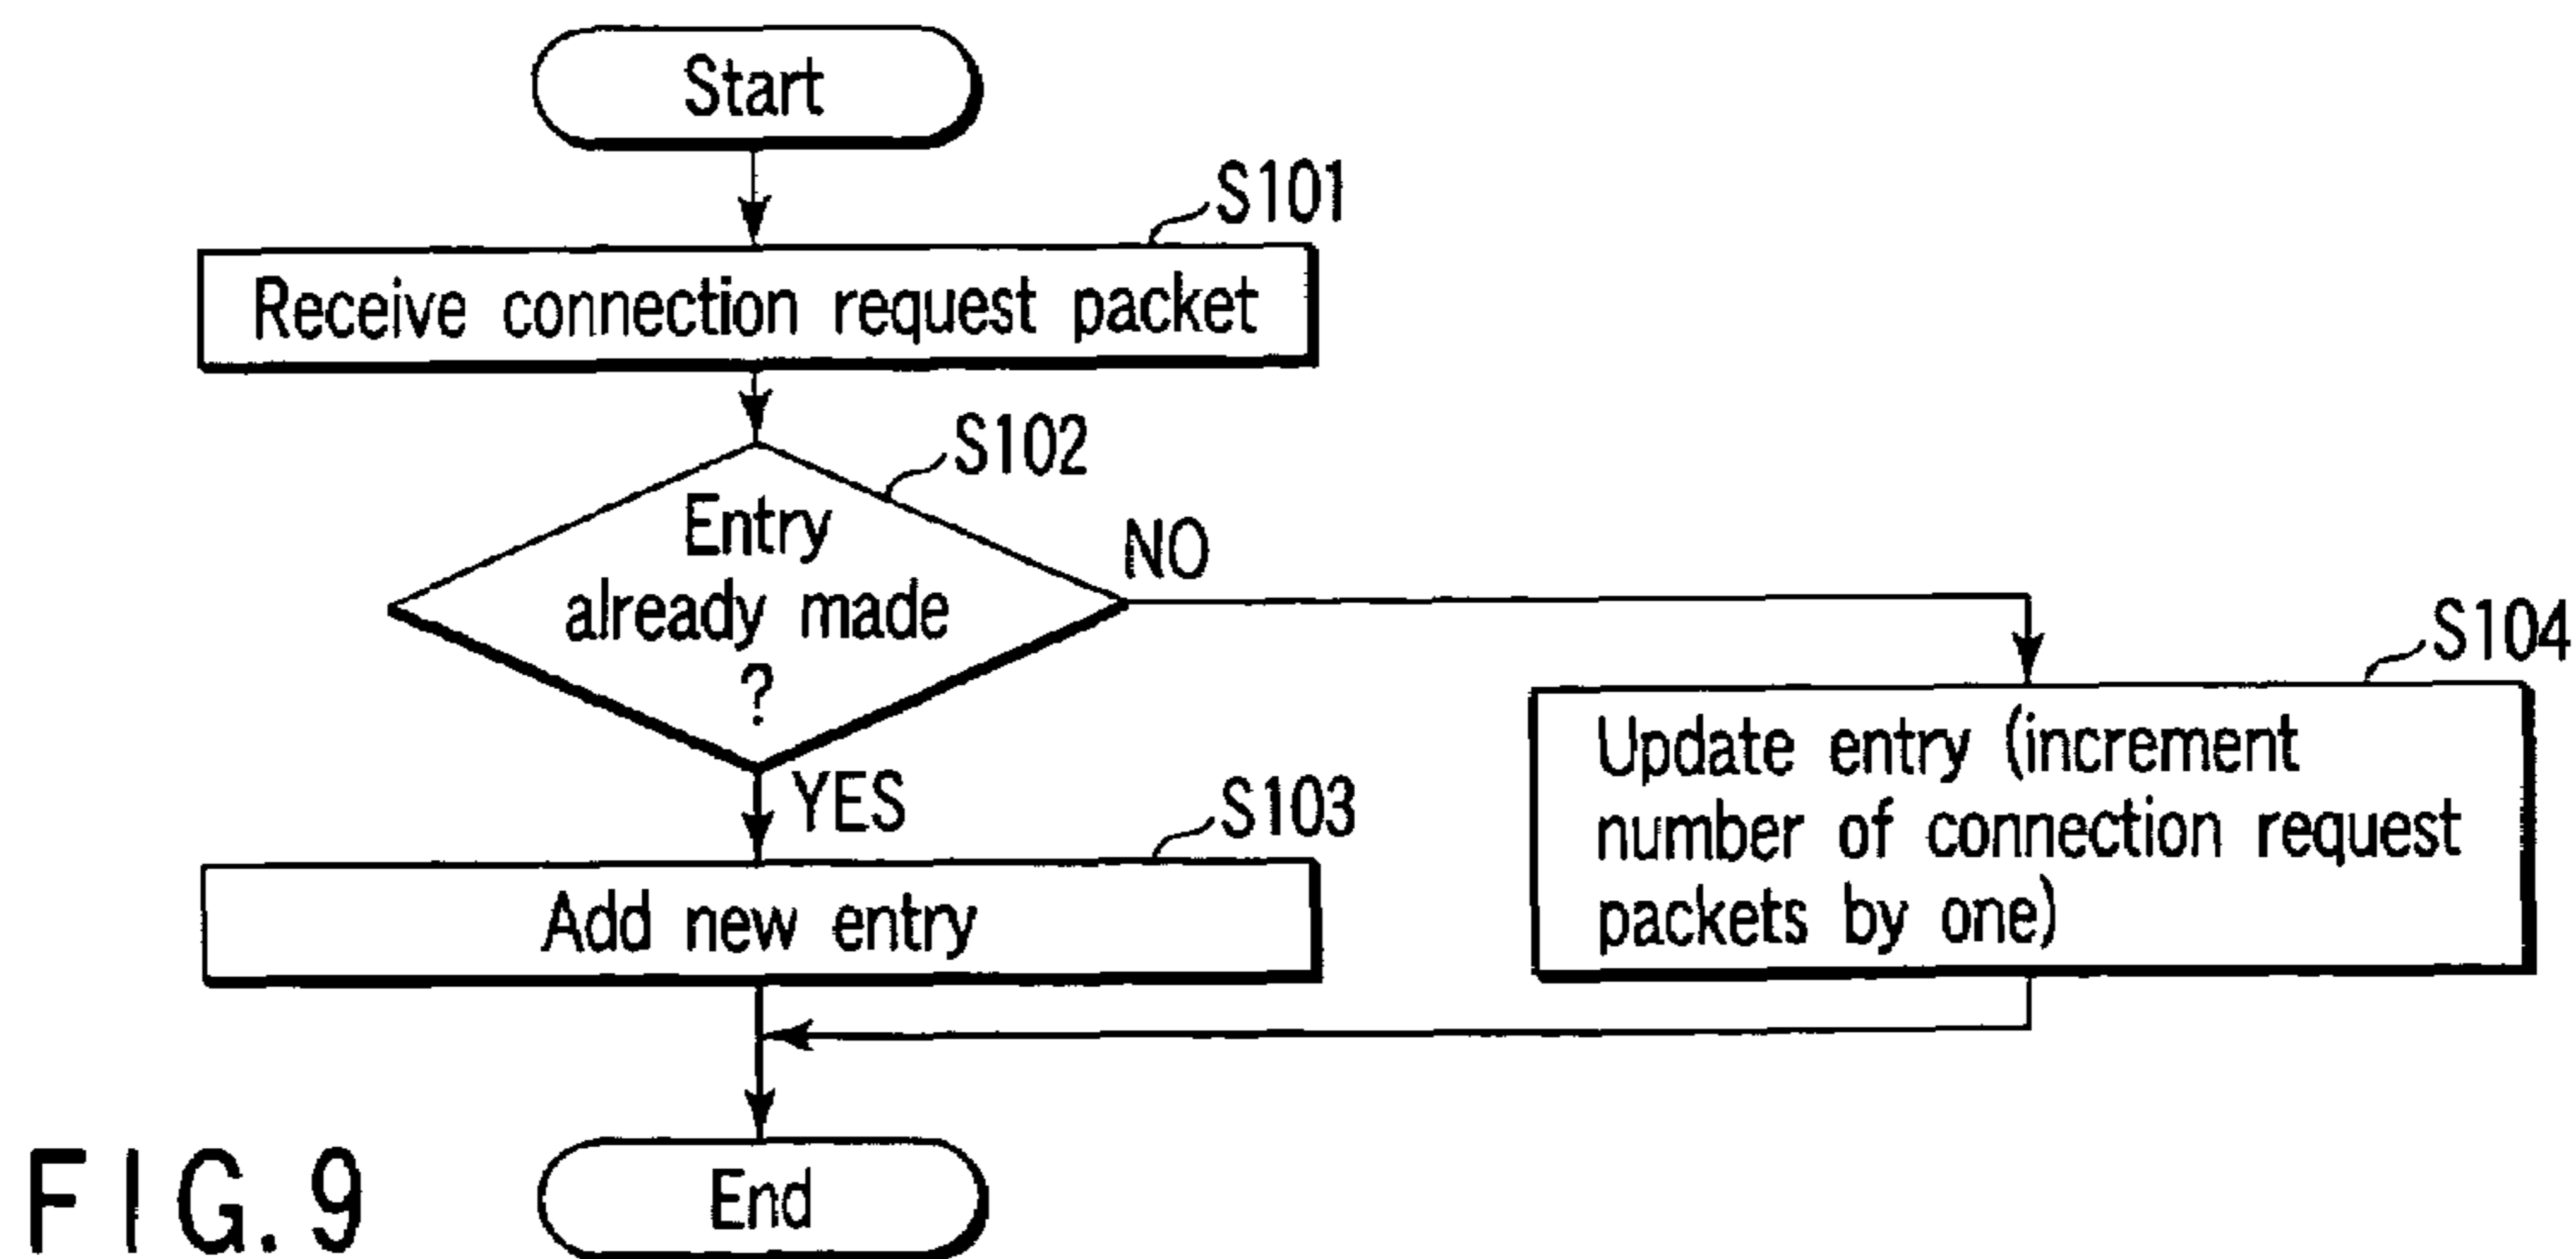 Start
S101
Receive connection request packet
S102
Entry
already made
?
NO
YES
S103
Add new entry
S104
Update entry (increment
number of connection request
packets by one)
End
FIG. 9